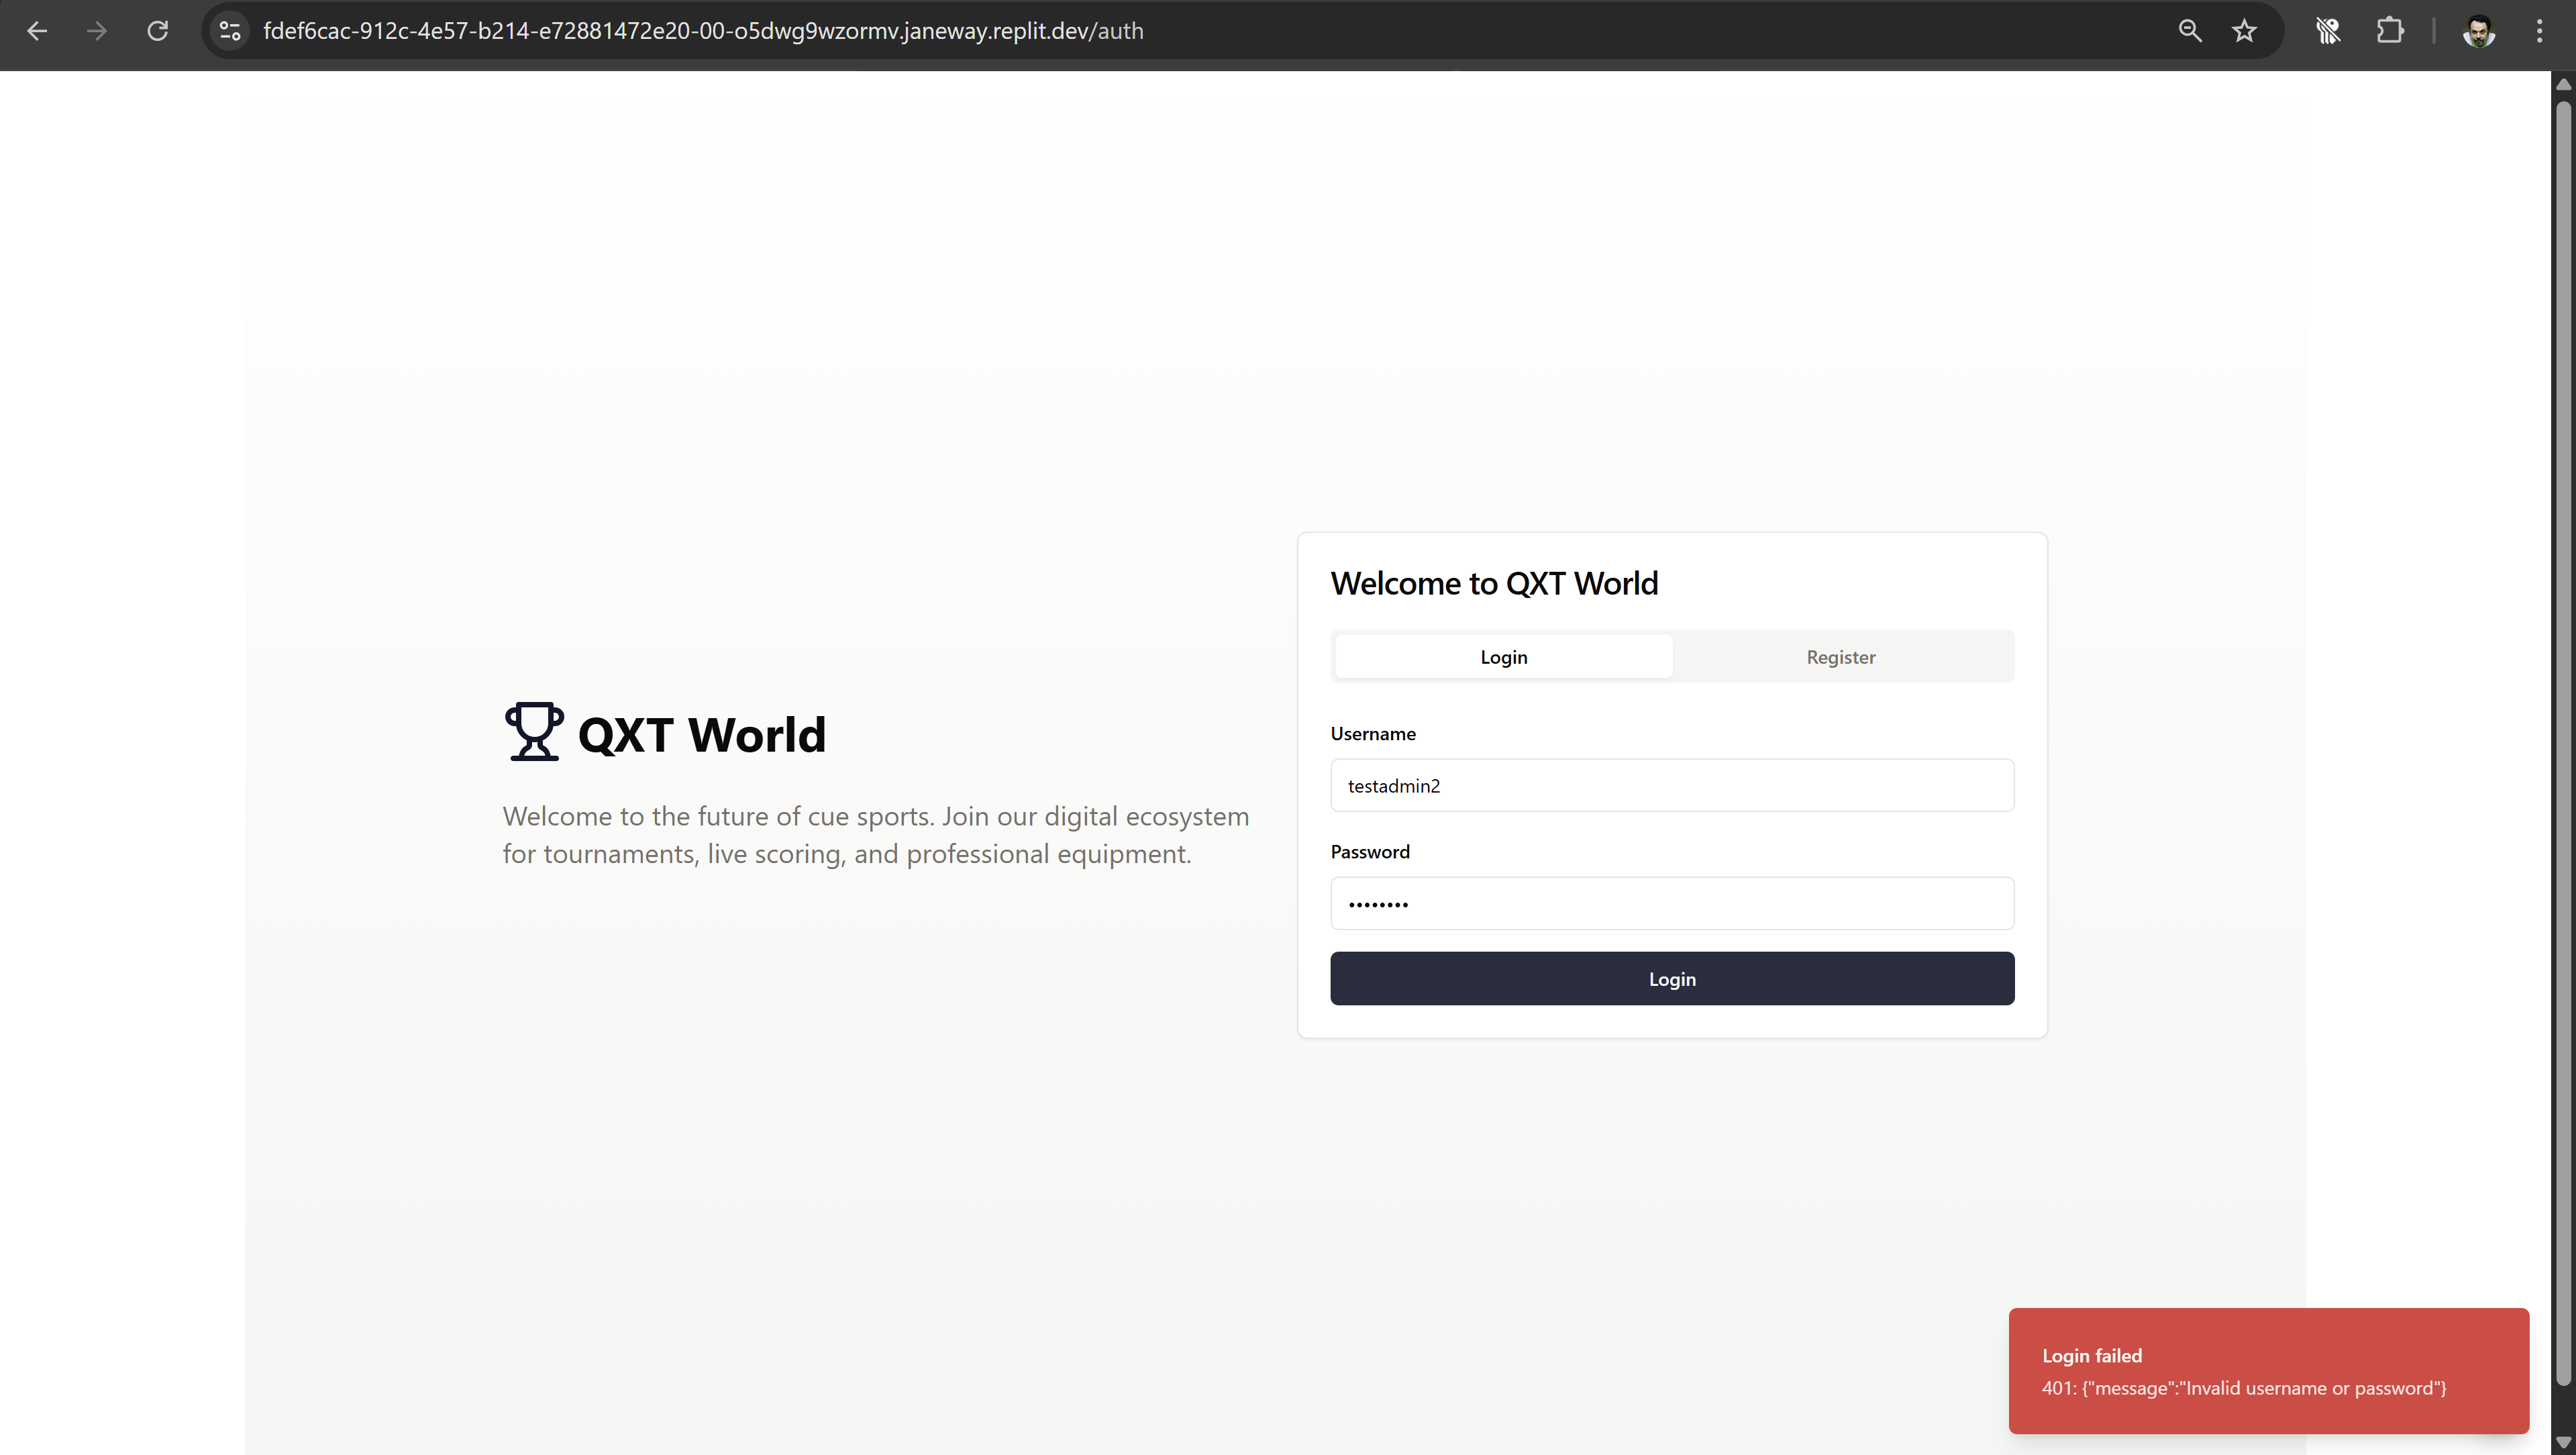 fdef6cac-912c-4e57-b214-e72881472e20-00-o5dwg9wzormv.janeway.replit.dev/auth
QXT World
Welcome to the future of cue sports. Join our digital ecosystem
for tournaments, live scoring, and professional equipment.
Welcome to QXT World
Login Register
Username
testadmin2
Password
••••••••
Login
Login failed
401: {"message":"Invalid username or password"}